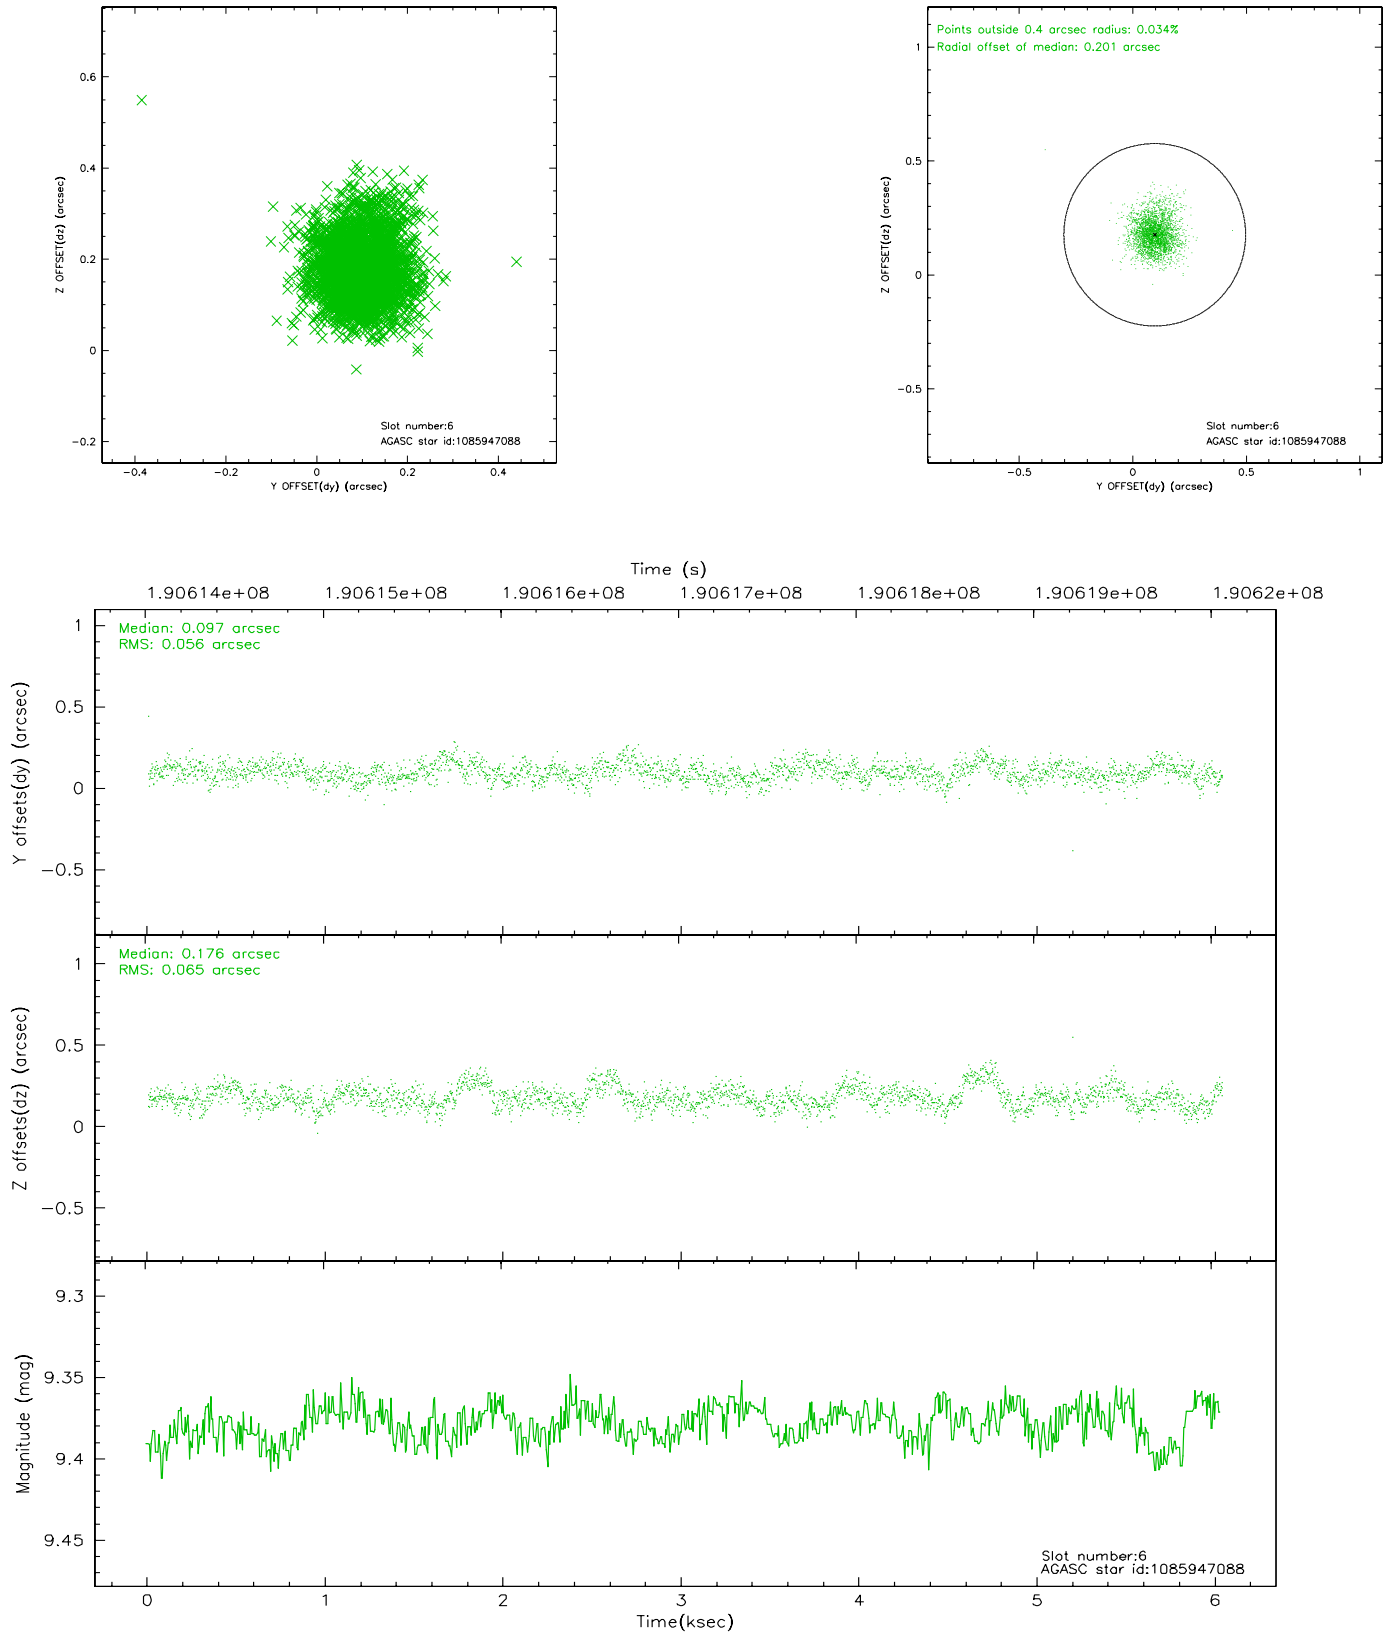 0.6
0.4
0.2
0
−0.2
Z OFFSET(dz) (arcsec)
Slot number:6
AGASC star id:1085947088
−0.4 −0.2 0 0.2 0.4
Y OFFSET(dy) (arcsec)
Points outside 0.4 arcsec radius: 0.034%
Radial offset of median: 0.201 arcsec
1
0.5
0
−0.5
Z OFFSET(dz) (arcsec)
Slot number:6
AGASC star id:1085947088
−0.5 0 0.5 1
Y OFFSET(dy) (arcsec)
Time (s)
1.90614e+08 1.90615e+08 1.90616e+08 1.90617e+08 1.90618e+08 1.90619e+08 1.9062e+08
Median: 0.097 arcsec
RMS: 0.056 arcsec
1
0.5
0
−0.5
Y offsets(dy) (arcsec)
Median: 0.176 arcsec
RMS: 0.065 arcsec
1
0.5
0
−0.5
Z offsets(dz) (arcsec)
9.3
9.35
9.4
9.45
Magnitude (mag)
Slot number:6
AGASC star id:1085947088
0 1 2 3 4 5 6
Time(ksec)